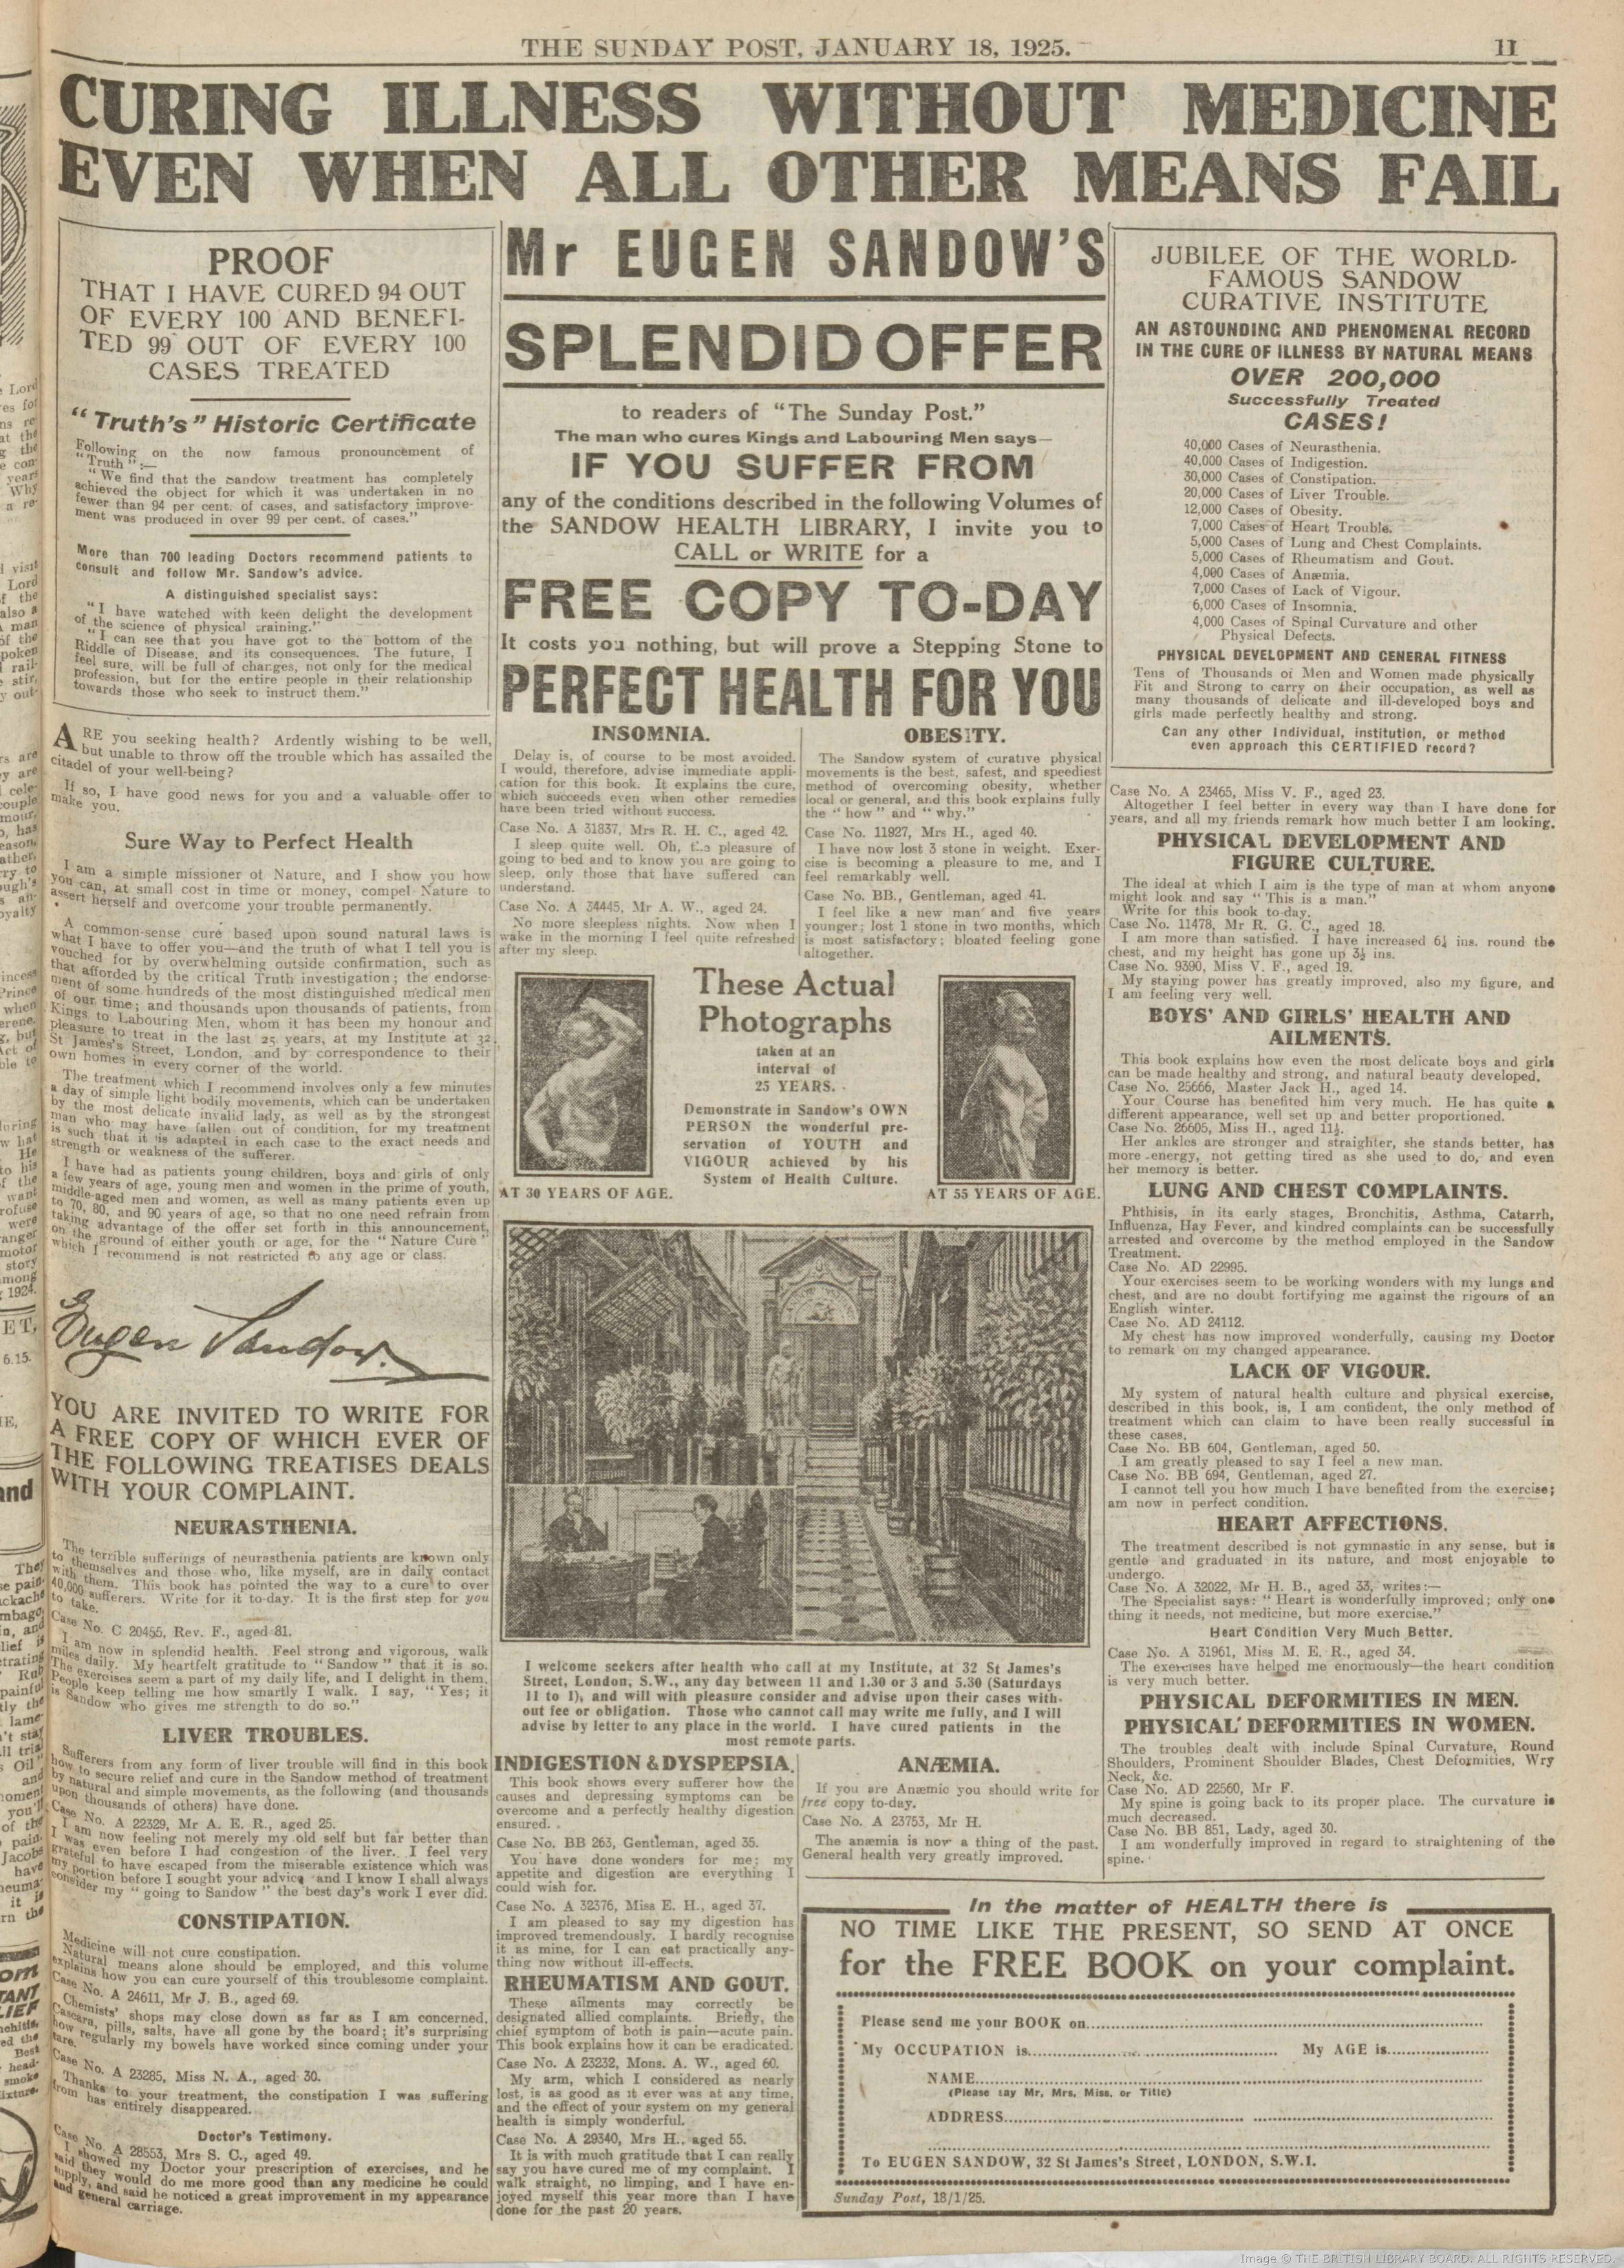 THE SUNDAY POST, JANUARY 18, 1925.
11
CURING ILLNESS WITHOUT MEDICINE
EVEN WHEN ALL OTHER MEANS FAIL
PROOF
THAT I HAVE CURED 94 OUT
OF EVERY 100 AND BENEFI-
TED 99 OUT OF EVERY 100
CASES TREATED
"Truth's" Historic Certificate
Following on the now famous pronouncement of
"Truth":—
"We find that the Sandow treatment has completely
achieved the object for which it was undertaken in no
fewer than 94 per cent. of cases, and satisfactory improve-
ment was produced in over 99 per cent. of cases."
More than 700 leading Doctors recommend patients to
consult and follow Mr. Sandow's advice.
A distinguished specialist says:
"I have watched with keen delight the development
of the science of physical training."
"I can see that you have got to the bottom of the
Riddle of Disease, and its consequences. The future, I
feel sure, will be full of charges, not only for the medical
profession, but for the entire people in their relationship
towards those who seek to instruct them."
ARE you seeking health? Ardently wishing to be well,
but unable to throw off the trouble which has assailed the
citadel of your well-being?
If so, I have good news for you and a valuable offer to
make you.
Sure Way to Perfect Health
I am a simple missioner of Nature, and I show you how
you can, at small cost in time or money, compel Nature to
assert herself and overcome your trouble permanently.
A common-sense cure based upon sound natural laws is
what I have to offer you—and the truth of what I tell you is
vouched for by overwhelming outside confirmation, such as
that afforded by the critical Truth investigation; the endorse-
ment of some hundreds of the most distinguished medical men
of our time; and thousands upon thousands of patients, from
Kings to Labouring Men, whom it has been my honour and
pleasure to treat in the last 25 years, at my Institute at 32
St James's Street, London, and by correspondence to their
own homes in every corner of the world.
The treatment which I recommend involves only a few minutes
a day of simple light bodily movements, which can be undertaken
by the most delicate invalid lady, as well as by the strongest
man who may have fallen out of condition, for my treatment
is such that it is adapted in each case to the exact needs and
strength or weakness of the sufferer.
I have had as patients young children, boys and girls of only
a few years of age, young men and women in the prime of youth,
middle-aged men and women, as well as many patients even up
to 70, 80, and 90 years of age, so that no one need refrain from
taking advantage of the offer set forth in this announcement,
on the ground of either youth or age, for the "Nature Cure"
which I recommend is not restricted to any age or class.
Eugen Sandow.
YOU ARE INVITED TO WRITE FOR
A FREE COPY OF WHICH EVER OF
THE FOLLOWING TREATISES DEALS
WITH YOUR COMPLAINT.
NEURASTHENIA.
The terrible sufferings of neurasthenia patients are known only
to themselves and those who, like myself, are in daily contact
with them. This book has pointed the way to a cure to over
40,000 sufferers. Write for it to-day. It is the first step for you
to take.
Case No. C 20455, Rev. F., aged 81.
I am now in splendid health. Feel strong and vigorous, walk
miles daily. My heartfelt gratitude to "Sandow" that it is so.
The exercises seem a part of my daily life, and I delight in them.
People keep telling me how smartly I walk. I say, "Yes; it
is Sandow who gives me strength to do so."
LIVER TROUBLES.
Sufferers from any form of liver trouble will find in this book
how to secure relief and cure in the Sandow method of treatment
by natural and simple movements, as the following (and thousands
upon thousands of others) have done.
Case No. A 22329, Mr A. E. R., aged 25.
I am now feeling not merely my old self but far better than
I was even before I had congestion of the liver. I feel very
grateful to have escaped from the miserable existence which was
my portion before I sought your advice and I know I shall always
consider my "going to Sandow" the best day's work I ever did.
CONSTIPATION.
Medicine will not cure constipation.
Natural means alone should be employed, and this volume
explains how you can cure yourself of this troublesome complaint.
Case No. A 24611, Mr J. B., aged 69.
Chemists' shops may close down as far as I am concerned.
Cascara, pills, salts, have all gone by the board; it's surprising
how regularly my bowels have worked since coming under your
care.
Case No. A 23285, Miss N. A., aged 30.
Thanks to your treatment, the constipation I was suffering
from has entirely disappeared.
Doctor's Testimony.
Case No. A 28553, Mrs S. C., aged 49.
I showed my Doctor your prescription of exercises, and he
said they would do me more good than any medicine he could
supply, and said he noticed a great improvement in my appearance
and general carriage.
Mr EUGEN SANDOW'S
SPLENDID OFFER
to readers of "The Sunday Post."
The man who cures Kings and Labouring Men says—
IF YOU SUFFER FROM
any of the conditions described in the following Volumes of
the SANDOW HEALTH LIBRARY, I invite you to
CALL or WRITE for a
FREE COPY TO-DAY
It costs you nothing, but will prove a Stepping Stone to
PERFECT HEALTH FOR YOU
INSOMNIA.
Delay is, of course to be most avoided.
I would, therefore, advise immediate appli-
cation for this book. It explains the cure,
which succeeds even when other remedies
have been tried without success.
Case No. A 31837, Mrs R. H. C., aged 42.
I sleep quite well. Oh, the pleasure of
going to bed and to know you are going to
sleep, only those that have suffered can
understand.
Case No. A 34445, Mr A. W., aged 24.
No more sleepless nights. Now when I
wake in the morning I feel quite refreshed
after my sleep.
OBESITY.
The Sandow system of curative physical
movements is the best, safest, and speediest
method of overcoming obesity, whether
local or general, and this book explains fully
the "how" and "why."
Case No. 11927, Mrs H., aged 40.
I have now lost 3 stone in weight. Exer-
cise is becoming a pleasure to me, and I
feel remarkably well.
Case No. BB., Gentleman, aged 41.
I feel like a new man and five years
younger; lost 1 stone in two months, which
is most satisfactory; bloated feeling gone
altogether.
These Actual
Photographs
taken at an
interval of
25 YEARS.
Demonstrate in Sandow's OWN
PERSON the wonderful pre-
servation of YOUTH and
VIGOUR achieved by his
System of Health Culture.
AT 30 YEARS OF AGE.
AT 55 YEARS OF AGE.
I welcome seekers after health who call at my Institute, at 32 St James's
Street, London, S.W., any day between 11 and 1.30 or 3 and 5.30 (Saturdays
11 to 1), and will with pleasure consider and advise upon their cases with-
out fee or obligation. Those who cannot call may write me fully, and I will
advise by letter to any place in the world. I have cured patients in the
most remote parts.
INDIGESTION & DYSPEPSIA.
This book shows every sufferer how the
causes and depressing symptoms can be
overcome and a perfectly healthy digestion
ensured.
Case No. BB 263, Gentleman, aged 35.
You have done wonders for me; my
appetite and digestion are everything I
could wish for.
Case No. A 32376, Miss E. H., aged 37.
I am pleased to say my digestion has
improved tremendously. I hardly recognise
it as mine, for I can eat practically any-
thing now without ill-effects.
RHEUMATISM AND GOUT.
These ailments may correctly be
designated allied complaints. Briefly, the
chief symptom of both is pain—acute pain.
This book explains how it can be eradicated.
Case No. A 23232, Mons. A. W., aged 60.
My arm, which I considered as nearly
lost, is as good as it ever was at any time,
and the effect of your system on my general
health is simply wonderful.
Case No. A 29340, Mrs H., aged 55.
It is with much gratitude that I can really
say you have cured me of my complaint. I
walk straight, no limping, and I have en-
joyed myself this year more than I have
done for the past 20 years.
ANÆMIA.
If you are Anæmic you should write for
free copy to-day.
Case No. A 23753, Mr H.
The anæmia is now a thing of the past.
General health very greatly improved.
JUBILEE OF THE WORLD-
FAMOUS SANDOW
CURATIVE INSTITUTE
AN ASTOUNDING AND PHENOMENAL RECORD
IN THE CURE OF ILLNESS BY NATURAL MEANS
OVER 200,000
Successfully Treated
CASES!
40,000 Cases of Neurasthenia.
40,000 Cases of Indigestion.
30,000 Cases of Constipation.
20,000 Cases of Liver Trouble.
12,000 Cases of Obesity.
7,000 Cases of Heart Trouble.
5,000 Cases of Lung and Chest Complaints.
5,000 Cases of Rheumatism and Gout.
4,000 Cases of Anæmia.
7,000 Cases of Lack of Vigour.
6,000 Cases of Insomnia.
4,000 Cases of Spinal Curvature and other
Physical Defects.
PHYSICAL DEVELOPMENT AND GENERAL FITNESS
Tens of Thousands of Men and Women made physically
Fit and Strong to carry on their occupation, as well as
many thousands of delicate and ill-developed boys and
girls made perfectly healthy and strong.
Can any other Individual, institution, or method
even approach this CERTIFIED record?
Case No. A 23465, Miss V. F., aged 23.
Altogether I feel better in every way than I have done for
years, and all my friends remark how much better I am looking.
PHYSICAL DEVELOPMENT AND
FIGURE CULTURE.
The ideal at which I aim is the type of man at whom anyone
might look and say "This is a man."
Write for this book to-day.
Case No. 11478, Mr R. G. C., aged 18.
I am more than satisfied. I have increased 6¼ ins. round the
chest, and my height has gone up 3½ ins.
Case No. 9390, Miss V. F., aged 19.
My staying power has greatly improved, also my figure, and
I am feeling very well.
BOYS' AND GIRLS' HEALTH AND
AILMENTS.
This book explains how even the most delicate boys and girls
can be made healthy and strong, and natural beauty developed.
Case No. 25666, Master Jack H., aged 14.
Your Course has benefited him very much. He has quite a
different appearance, well set up and better proportioned.
Case No. 26605, Miss H., aged 11½.
Her ankles are stronger and straighter, she stands better, has
more energy, not getting tired as she used to do, and even
her memory is better.
LUNG AND CHEST COMPLAINTS.
Phthisis, in its early stages, Bronchitis, Asthma, Catarrh,
Influenza, Hay Fever, and kindred complaints can be successfully
arrested and overcome by the method employed in the Sandow
Treatment.
Case No. AD 22995.
Your exercises seem to be working wonders with my lungs and
chest, and are no doubt fortifying me against the rigours of an
English winter.
Case No. AD 24112.
My chest has now improved wonderfully, causing my Doctor
to remark on my changed appearance.
LACK OF VIGOUR.
My system of natural health culture and physical exercise,
described in this book, is, I am confident, the only method of
treatment which can claim to have been really successful in
these cases.
Case No. BB 604, Gentleman, aged 50.
I am greatly pleased to say I feel a new man.
Case No. BB 694, Gentleman, aged 27.
I cannot tell you how much I have benefited from the exercise;
am now in perfect condition.
HEART AFFECTIONS.
The treatment described is not gymnastic in any sense, but is
gentle and graduated in its nature, and most enjoyable to
undergo.
Case No. A 32022, Mr H. B., aged 33, writes:—
The Specialist says: "Heart is wonderfully improved; only one
thing it needs, not medicine, but more exercise."
Heart Condition Very Much Better.
Case No. A 31961, Miss M. E. R., aged 34.
The exercises have helped me enormously—the heart condition
is very much better.
PHYSICAL DEFORMITIES IN MEN.
PHYSICAL DEFORMITIES IN WOMEN.
The troubles dealt with include Spinal Curvature, Round
Shoulders, Prominent Shoulder Blades, Chest Deformities, Wry
Neck, &c.
Case No. AD 22560, Mr F.
My spine is going back to its proper place. The curvature is
much decreased.
Case No. BB 851, Lady, aged 30.
I am wonderfully improved in regard to straightening of the
spine.
In the matter of HEALTH there is
NO TIME LIKE THE PRESENT, SO SEND AT ONCE
for the FREE BOOK on your complaint.
Please send me your BOOK on
My OCCUPATION is
My AGE is
NAME
(Please say Mr, Mrs, Miss, or Title)
ADDRESS
To EUGEN SANDOW, 32 St James's Street, LONDON, S.W.I.
Sunday Post, 18/1/25.
Image © THE BRITISH LIBRARY BOARD. ALL RIGHTS RESERVED